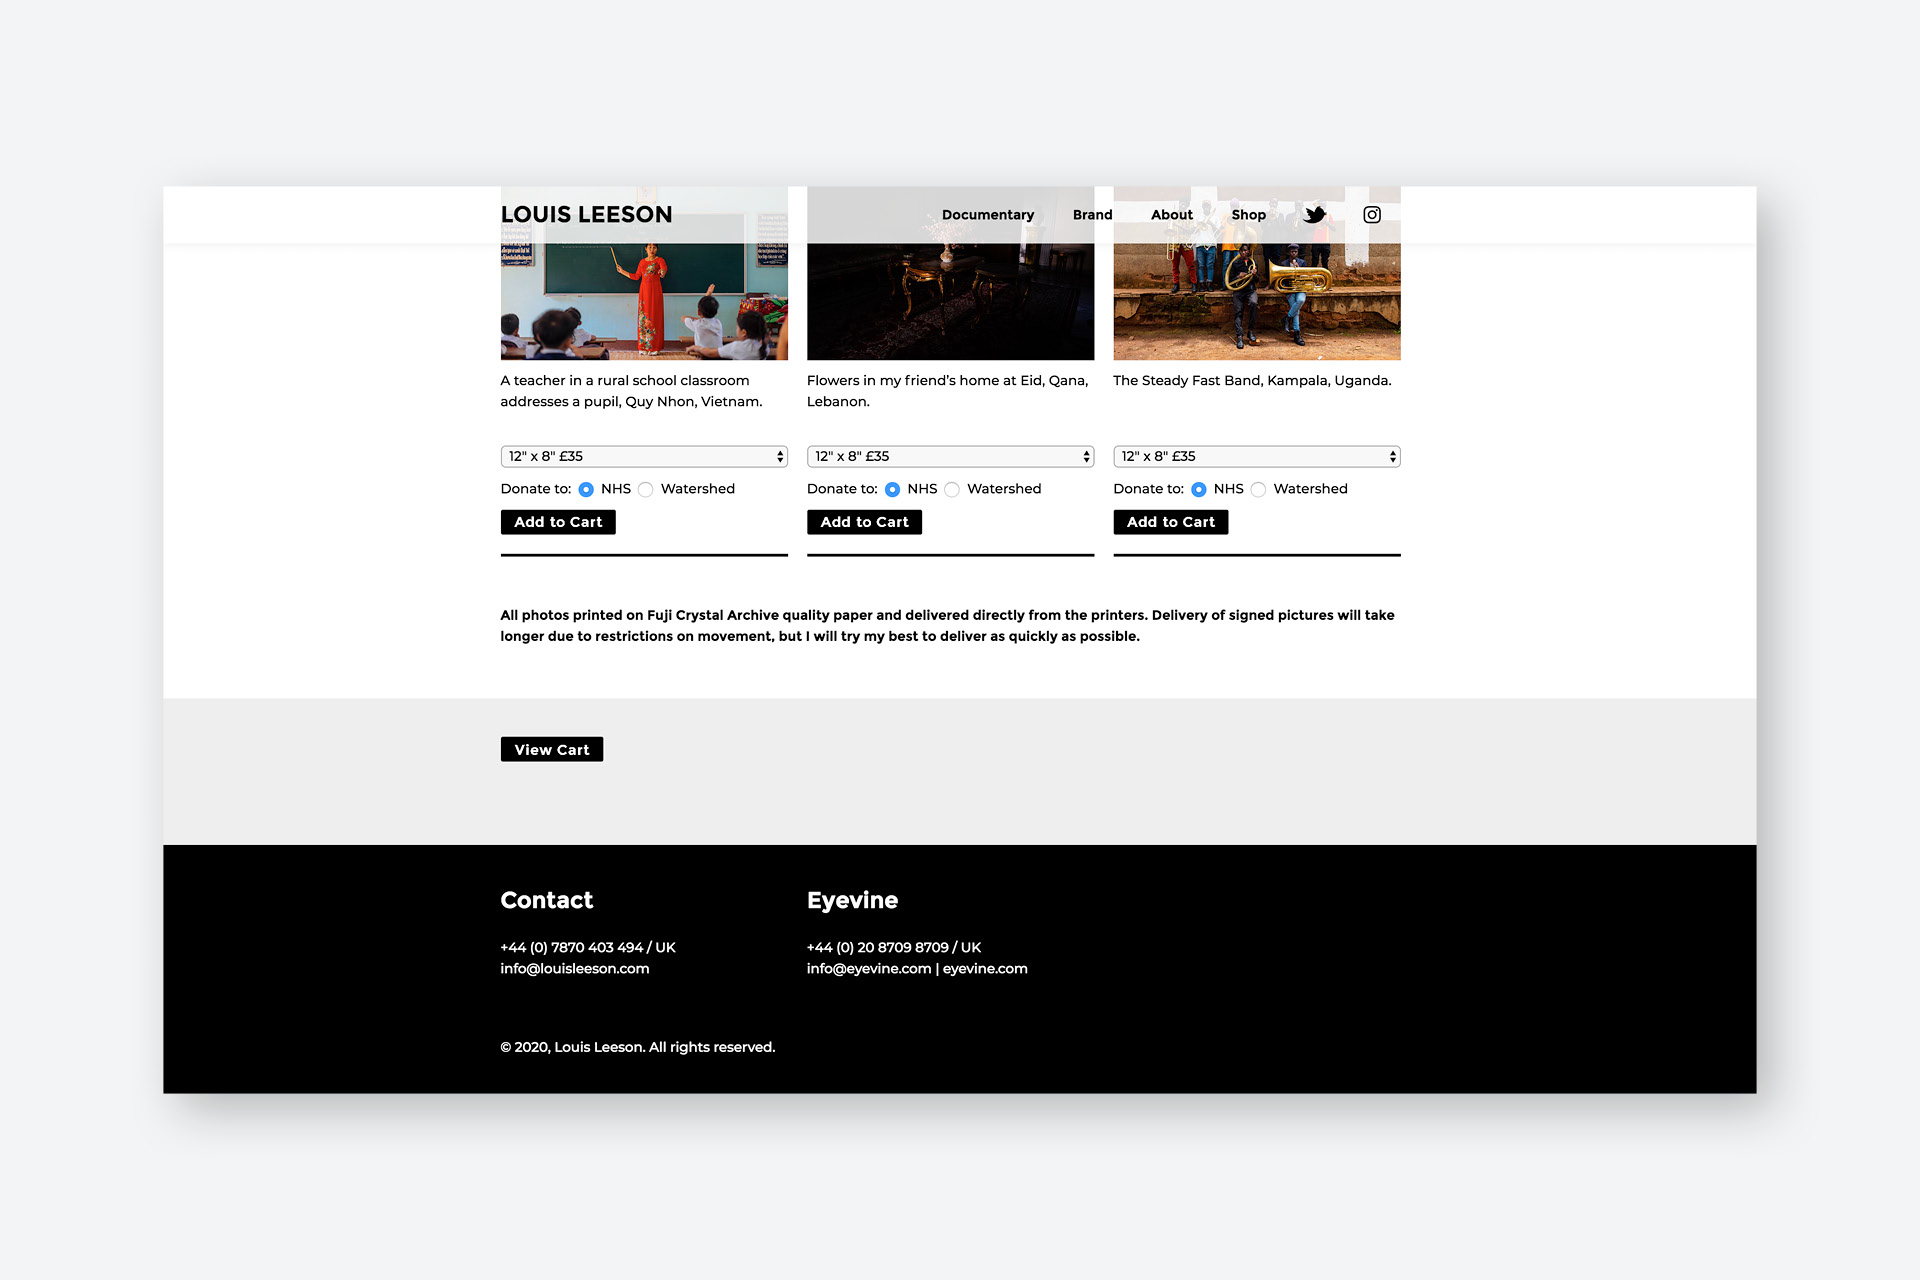 LOUIS LEESON
Documentary
Brand
About
Shop
A teacher in a rural school classroom
addresses a pupil, Quy Nhon, Vietnam.
12" x 8" £35
Donate to: NHS Watershed
Add to Cart
Flowers in my friend’s home at Eid, Qana,
Lebanon.
12" x 8" £35
Donate to: NHS Watershed
Add to Cart
The Steady Fast Band, Kampala, Uganda.
12" x 8" £35
Donate to: NHS Watershed
Add to Cart
All photos printed on Fuji Crystal Archive quality paper and delivered directly from the printers. Delivery of signed pictures will take
longer due to restrictions on movement, but I will try my best to deliver as quickly as possible.
View Cart
Contact
+44 (0) 7870 403 494 / UK
info@louisleeson.com
Eyevine
+44 (0) 20 8709 8709 / UK
info@eyevine.com | eyevine.com
© 2020, Louis Leeson. All rights reserved.